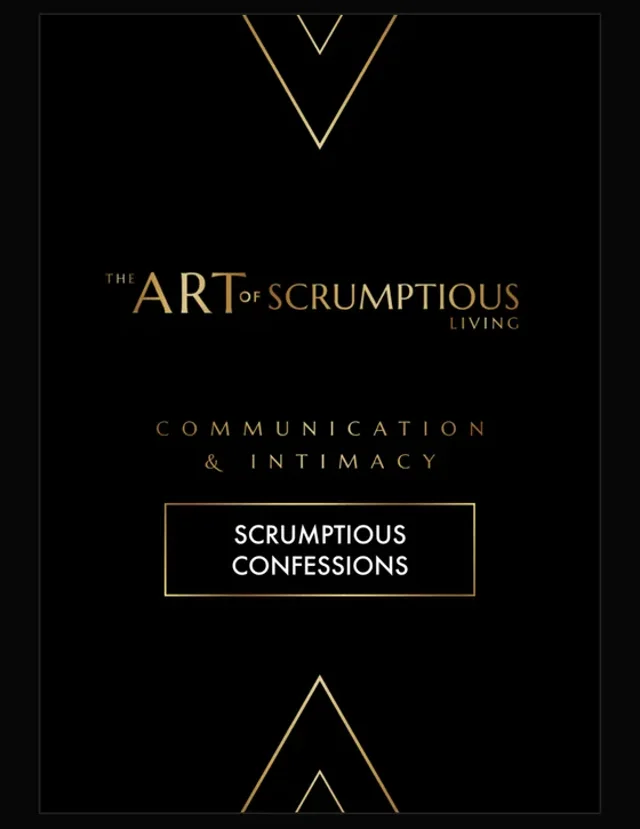 THE ART OF SCRUMPTIOUS
LIVING
COMMUNICATION
& INTIMACY
SCRUMPTIOUS
CONFESSIONS